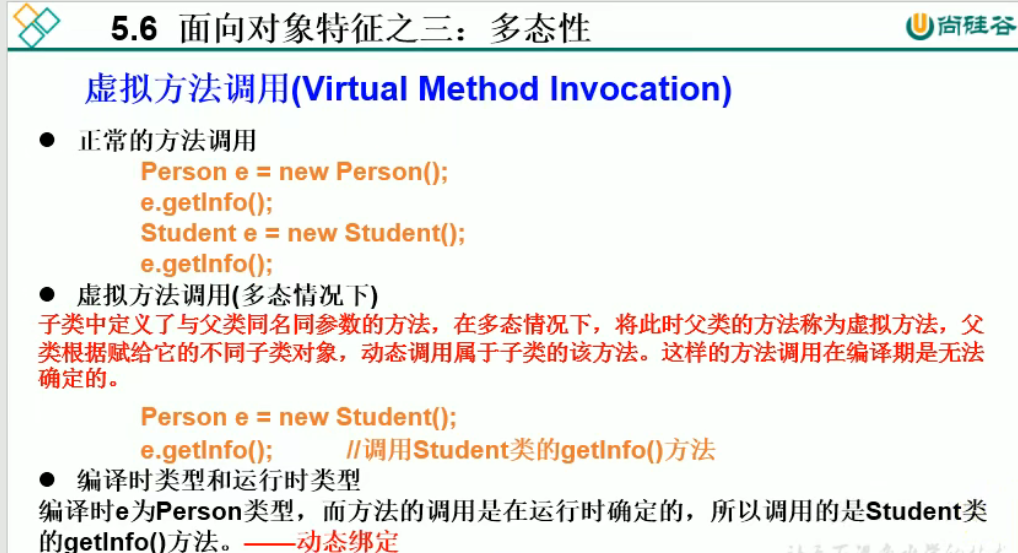 5.6 面向对象特征之三：多态性
尚硅谷
虚拟方法调用(Virtual Method Invocation)
● 正常的方法调用
Person e = new Person();
e.getInfo();
Student e = new Student();
e.getInfo();
● 虚拟方法调用(多态情况下)
子类中定义了与父类同名同参数的方法，在多态情况下，将此时父类的方法称为虚拟方法，父
类根据赋给它的不同子类对象，动态调用属于子类的该方法。这样的方法调用在编译期是无法
确定的。
Person e = new Student();
e.getInfo(); //调用Student类的getInfo()方法
● 编译时类型和运行时类型
编译时e为Person类型，而方法的调用是在运行时确定的，所以调用的是Student类
的getInfo()方法。——动态绑定